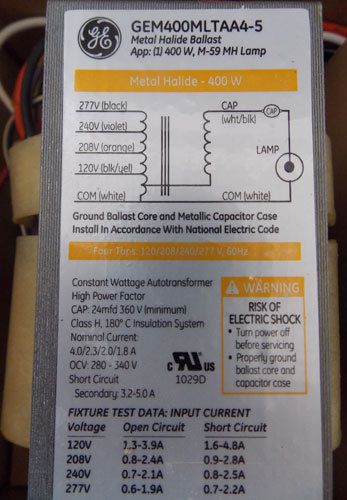 GE
GEM400MLTAA4-5
Metal Halide Ballast
App: (1) 400 W, M-59 MH Lamp
Metal Halide - 400 W
277V (black)
CAP
(wht/blk)
CAP
240V (violet)
208V (orange)
LAMP
120V (blk/yel)
COM (white)
COM (white)
Ground Ballast Core and Metallic Capacitor Case
Install In Accordance With National Electric Code
Four Taps: 120/208/240/277 V, 60Hz
Constant Wattage Autotransformer
High Power Factor
CAP: 24mfd 360 V (minimum)
Class H, 180° C Insulation System
Nominal Current:
4.0/2.3/2.0/1.8 A
OCV: 280 - 340 V
Short Circuit
Secondary: 3.2-5.0 A
c RU US
1029D
WARNING
RISK OF
ELECTRIC SHOCK
• Turn power off
before servicing
• Properly ground
ballast core and
capacitor case
FIXTURE TEST DATA: INPUT CURRENT
Voltage Open Circuit Short Circuit
120V 1.3-3.9A 1.6-4.8A
208V 0.8-2.4A 0.9-2.8A
240V 0.7-2.1A 0.8-2.5A
277V 0.6-1.9A 0.7-2.2A